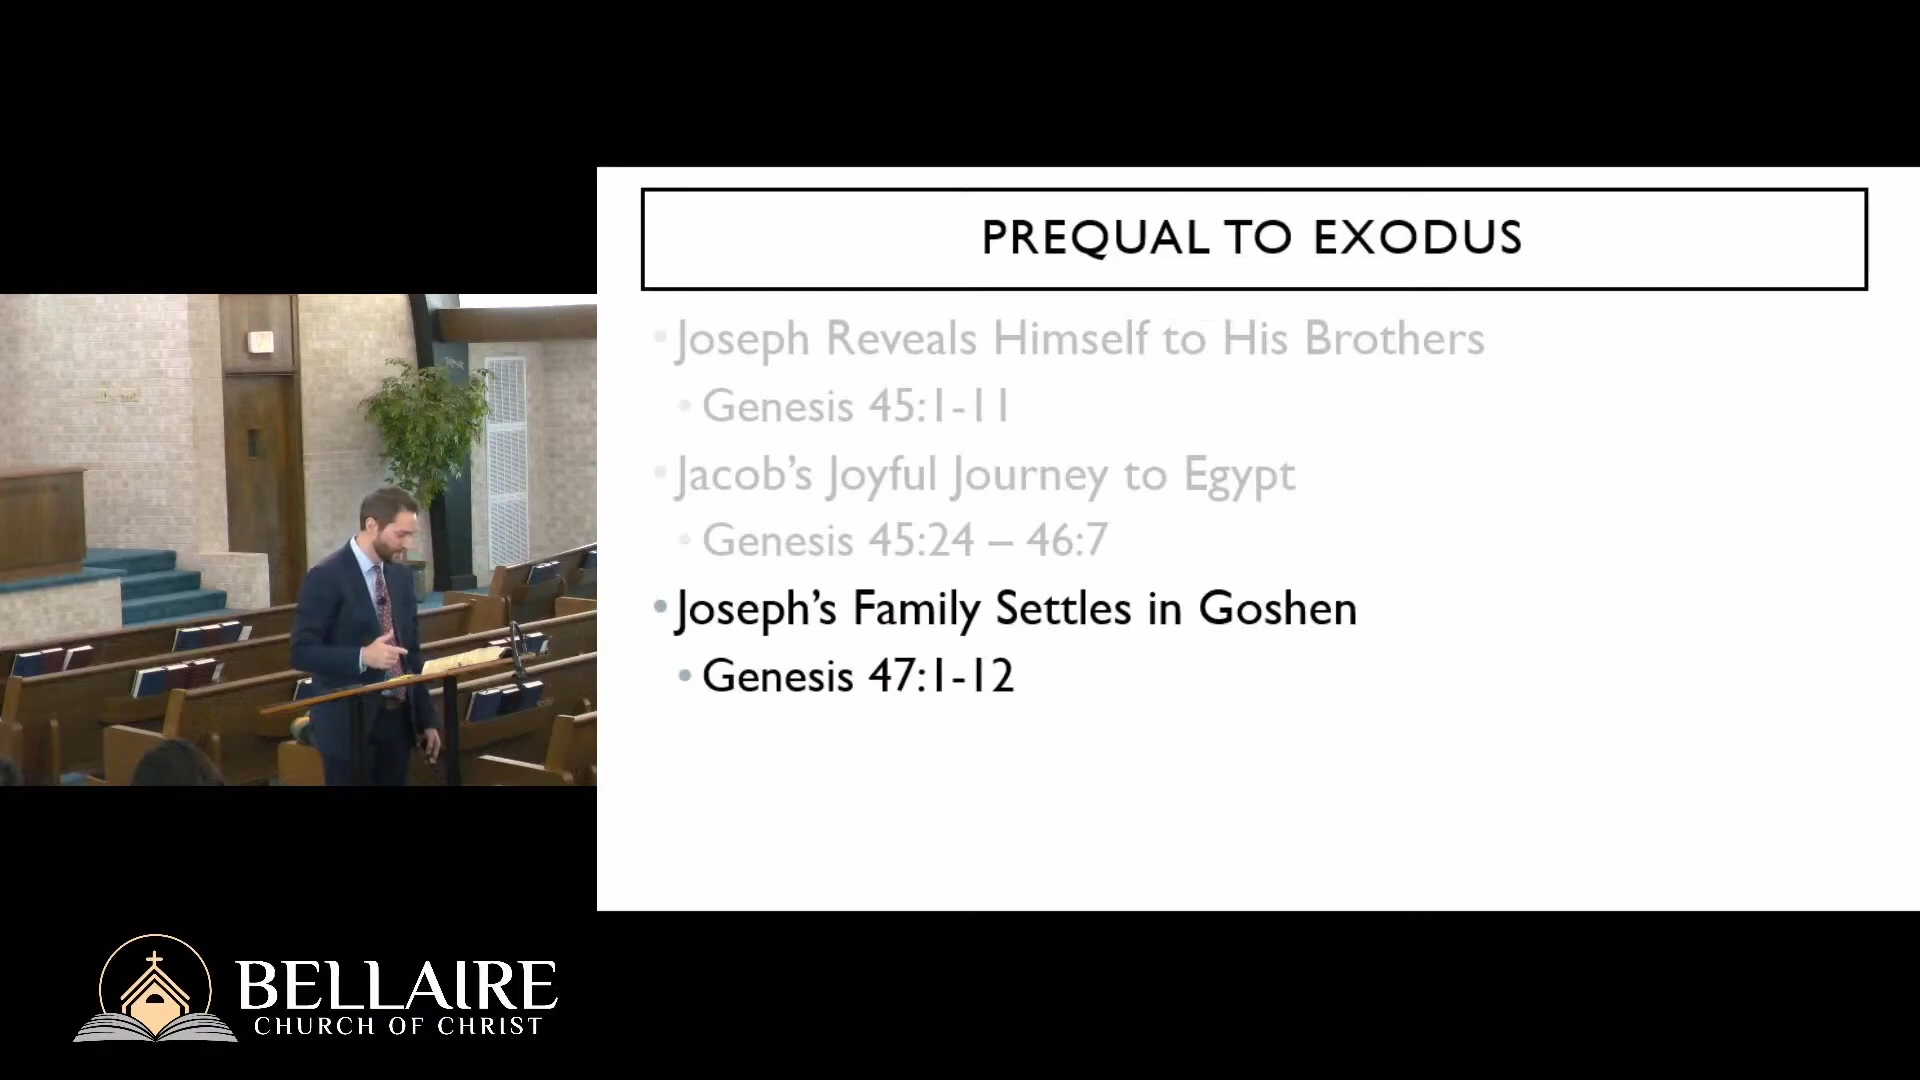 PREQUAL TO EXODUS
• Joseph Reveals Himself to His Brothers
• Genesis 45:1-11
• Jacob’s Joyful Journey to Egypt
• Genesis 45:24 – 46:7
• Joseph’s Family Settles in Goshen
• Genesis 47:1-12
BELLAIRE
CHURCH OF CHRIST